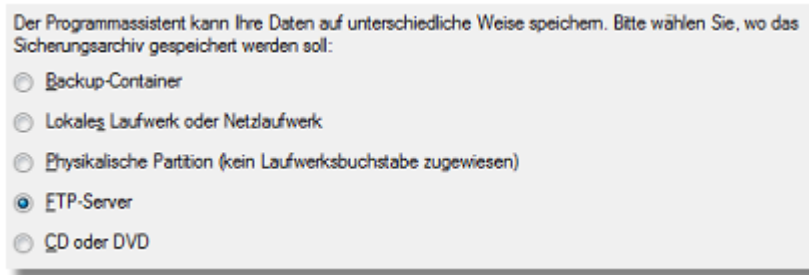 Der Programmassistent kann Ihre Daten auf unterschiedliche Weise speichern. Bitte wählen Sie, wo das
Sicherungsarchiv gespeichert werden soll:
Backup-Container
Lokales Laufwerk oder Netzlaufwerk
Physikalische Partition (kein Laufwerksbuchstabe zugewiesen)
FTP-Server
CD oder DVD